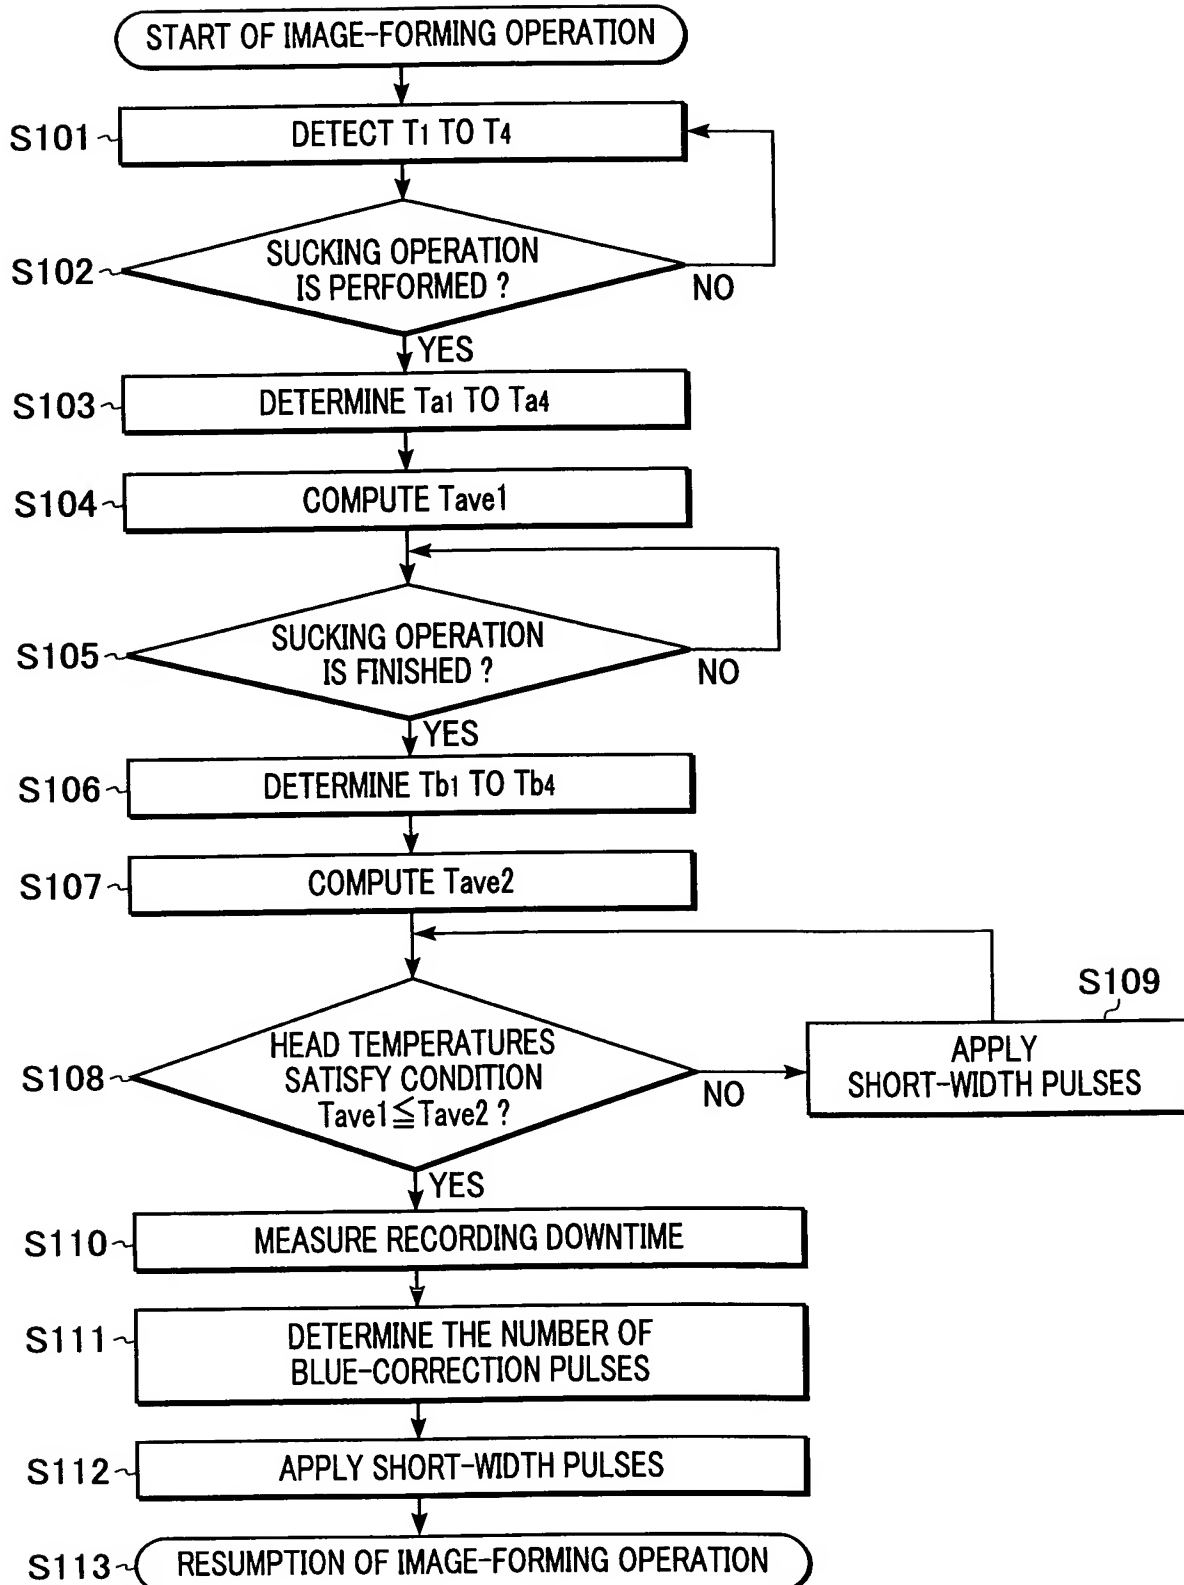 START OF IMAGE-FORMING OPERATION
S101
DETECT T1 TO T4
S102
SUCKING OPERATION
IS PERFORMED ?
NO
YES
S103
DETERMINE Ta1 TO Ta4
S104
COMPUTE Tave1
S105
SUCKING OPERATION
IS FINISHED ?
NO
YES
S106
DETERMINE Tb1 TO Tb4
S107
COMPUTE Tave2
S108
HEAD TEMPERATURES
SATISFY CONDITION
Tave1≦Tave2 ?
NO
S109
APPLY
SHORT-WIDTH PULSES
YES
S110
MEASURE RECORDING DOWNTIME
S111
DETERMINE THE NUMBER OF
BLUE-CORRECTION PULSES
S112
APPLY SHORT-WIDTH PULSES
S113
RESUMPTION OF IMAGE-FORMING OPERATION